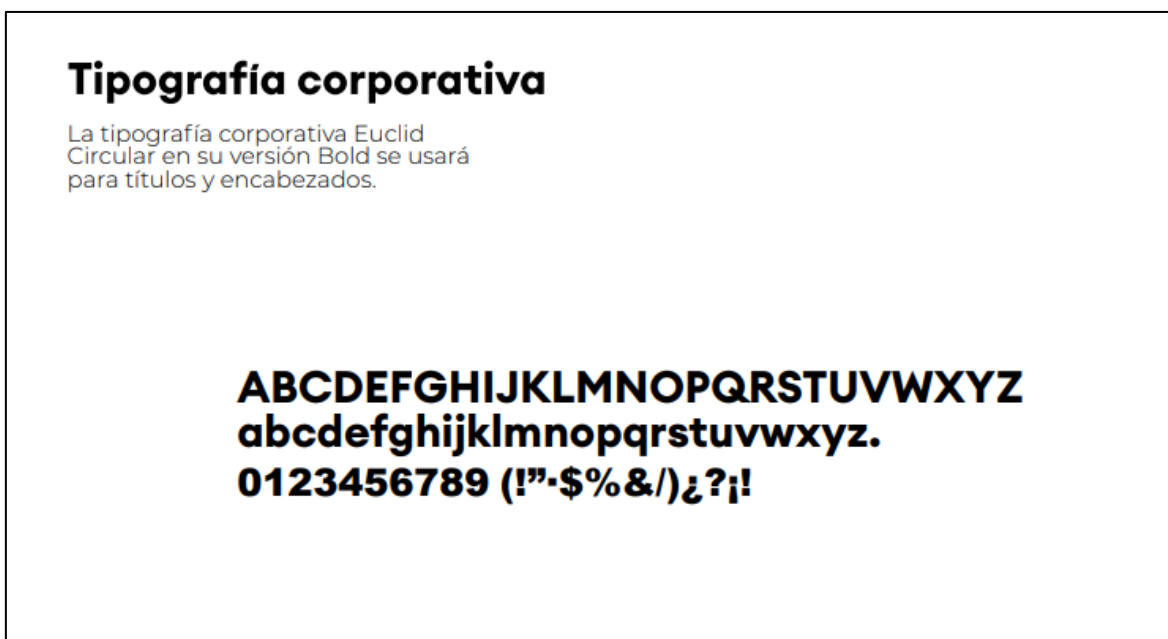 Tipografía corporativa
La tipografía corporativa Euclid
Circular en su versión Bold se usará
para títulos y encabezados.
ABCDEFGHIJKLMNOPQRSTUVWXYZ
abcdefghijklmnopqrstuvwxyz.
0123456789 (!”·$%&/)¿?¡!